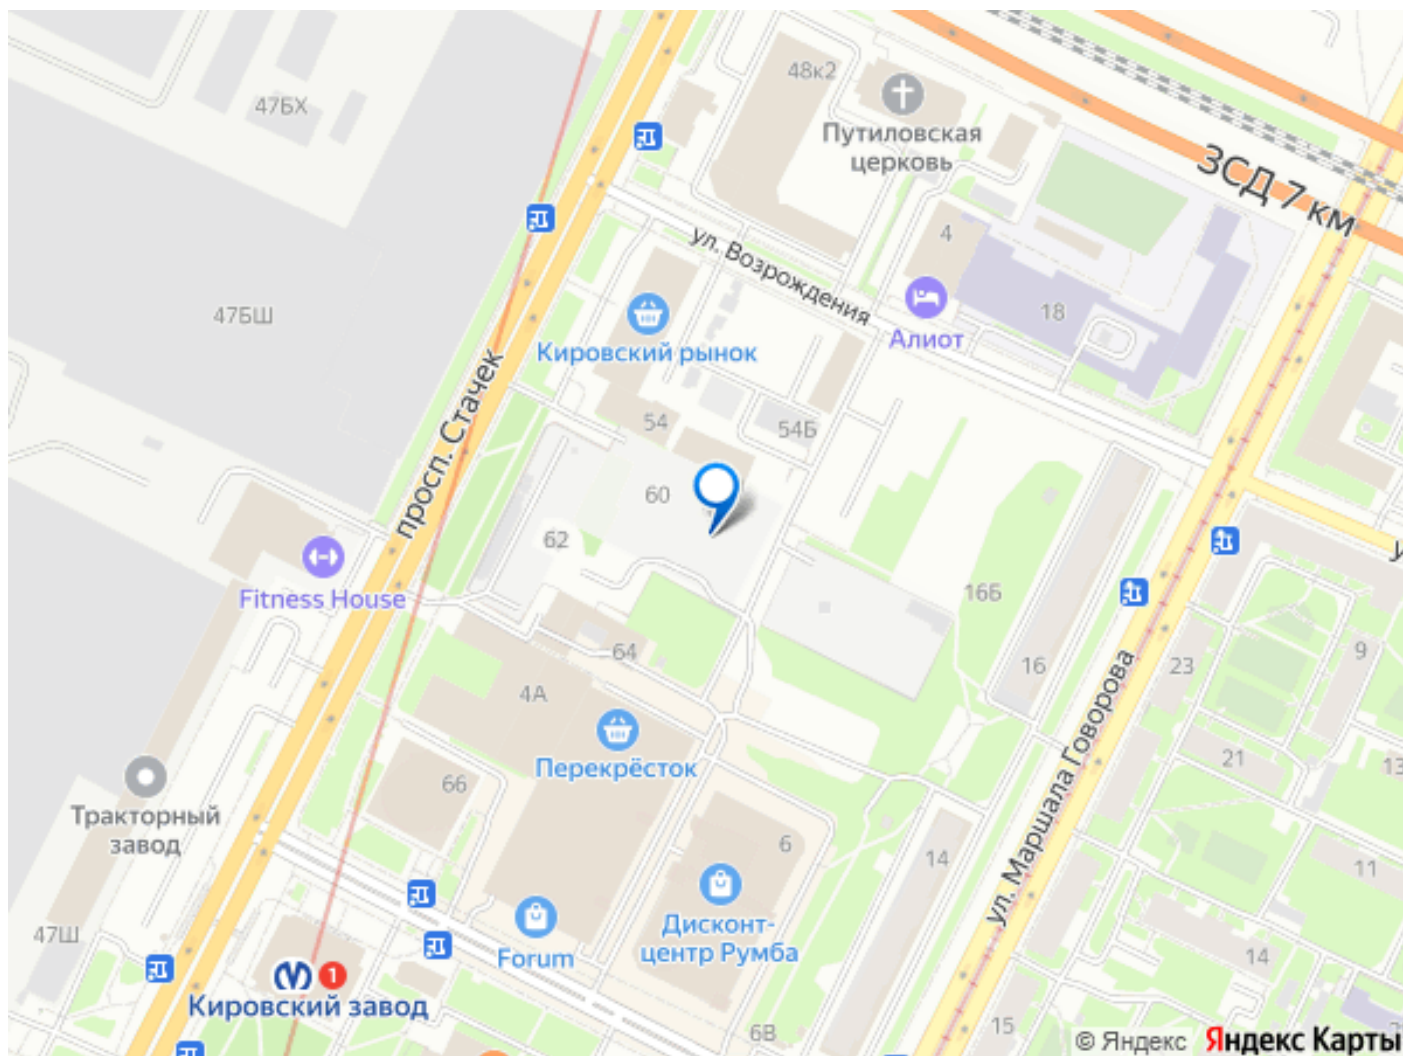 47БХ
48к2
Путиловская
церковь
ЗСД 7 км
47БШ
ул. Возрождения
4
18
Алиот
Кировский рынок
просп. Стачек
54
54Б
60
62
Fitness House
64
16Б
16
23
9
4А
Перекрёсток
21
13
66
Тракторный
завод
ул. Маршала Говорова
6
14
11
Дисконт-
центр Румба
Forum
47Ш
1
Кировский завод
14
6В
15
© Яндекс Яндекс Карты